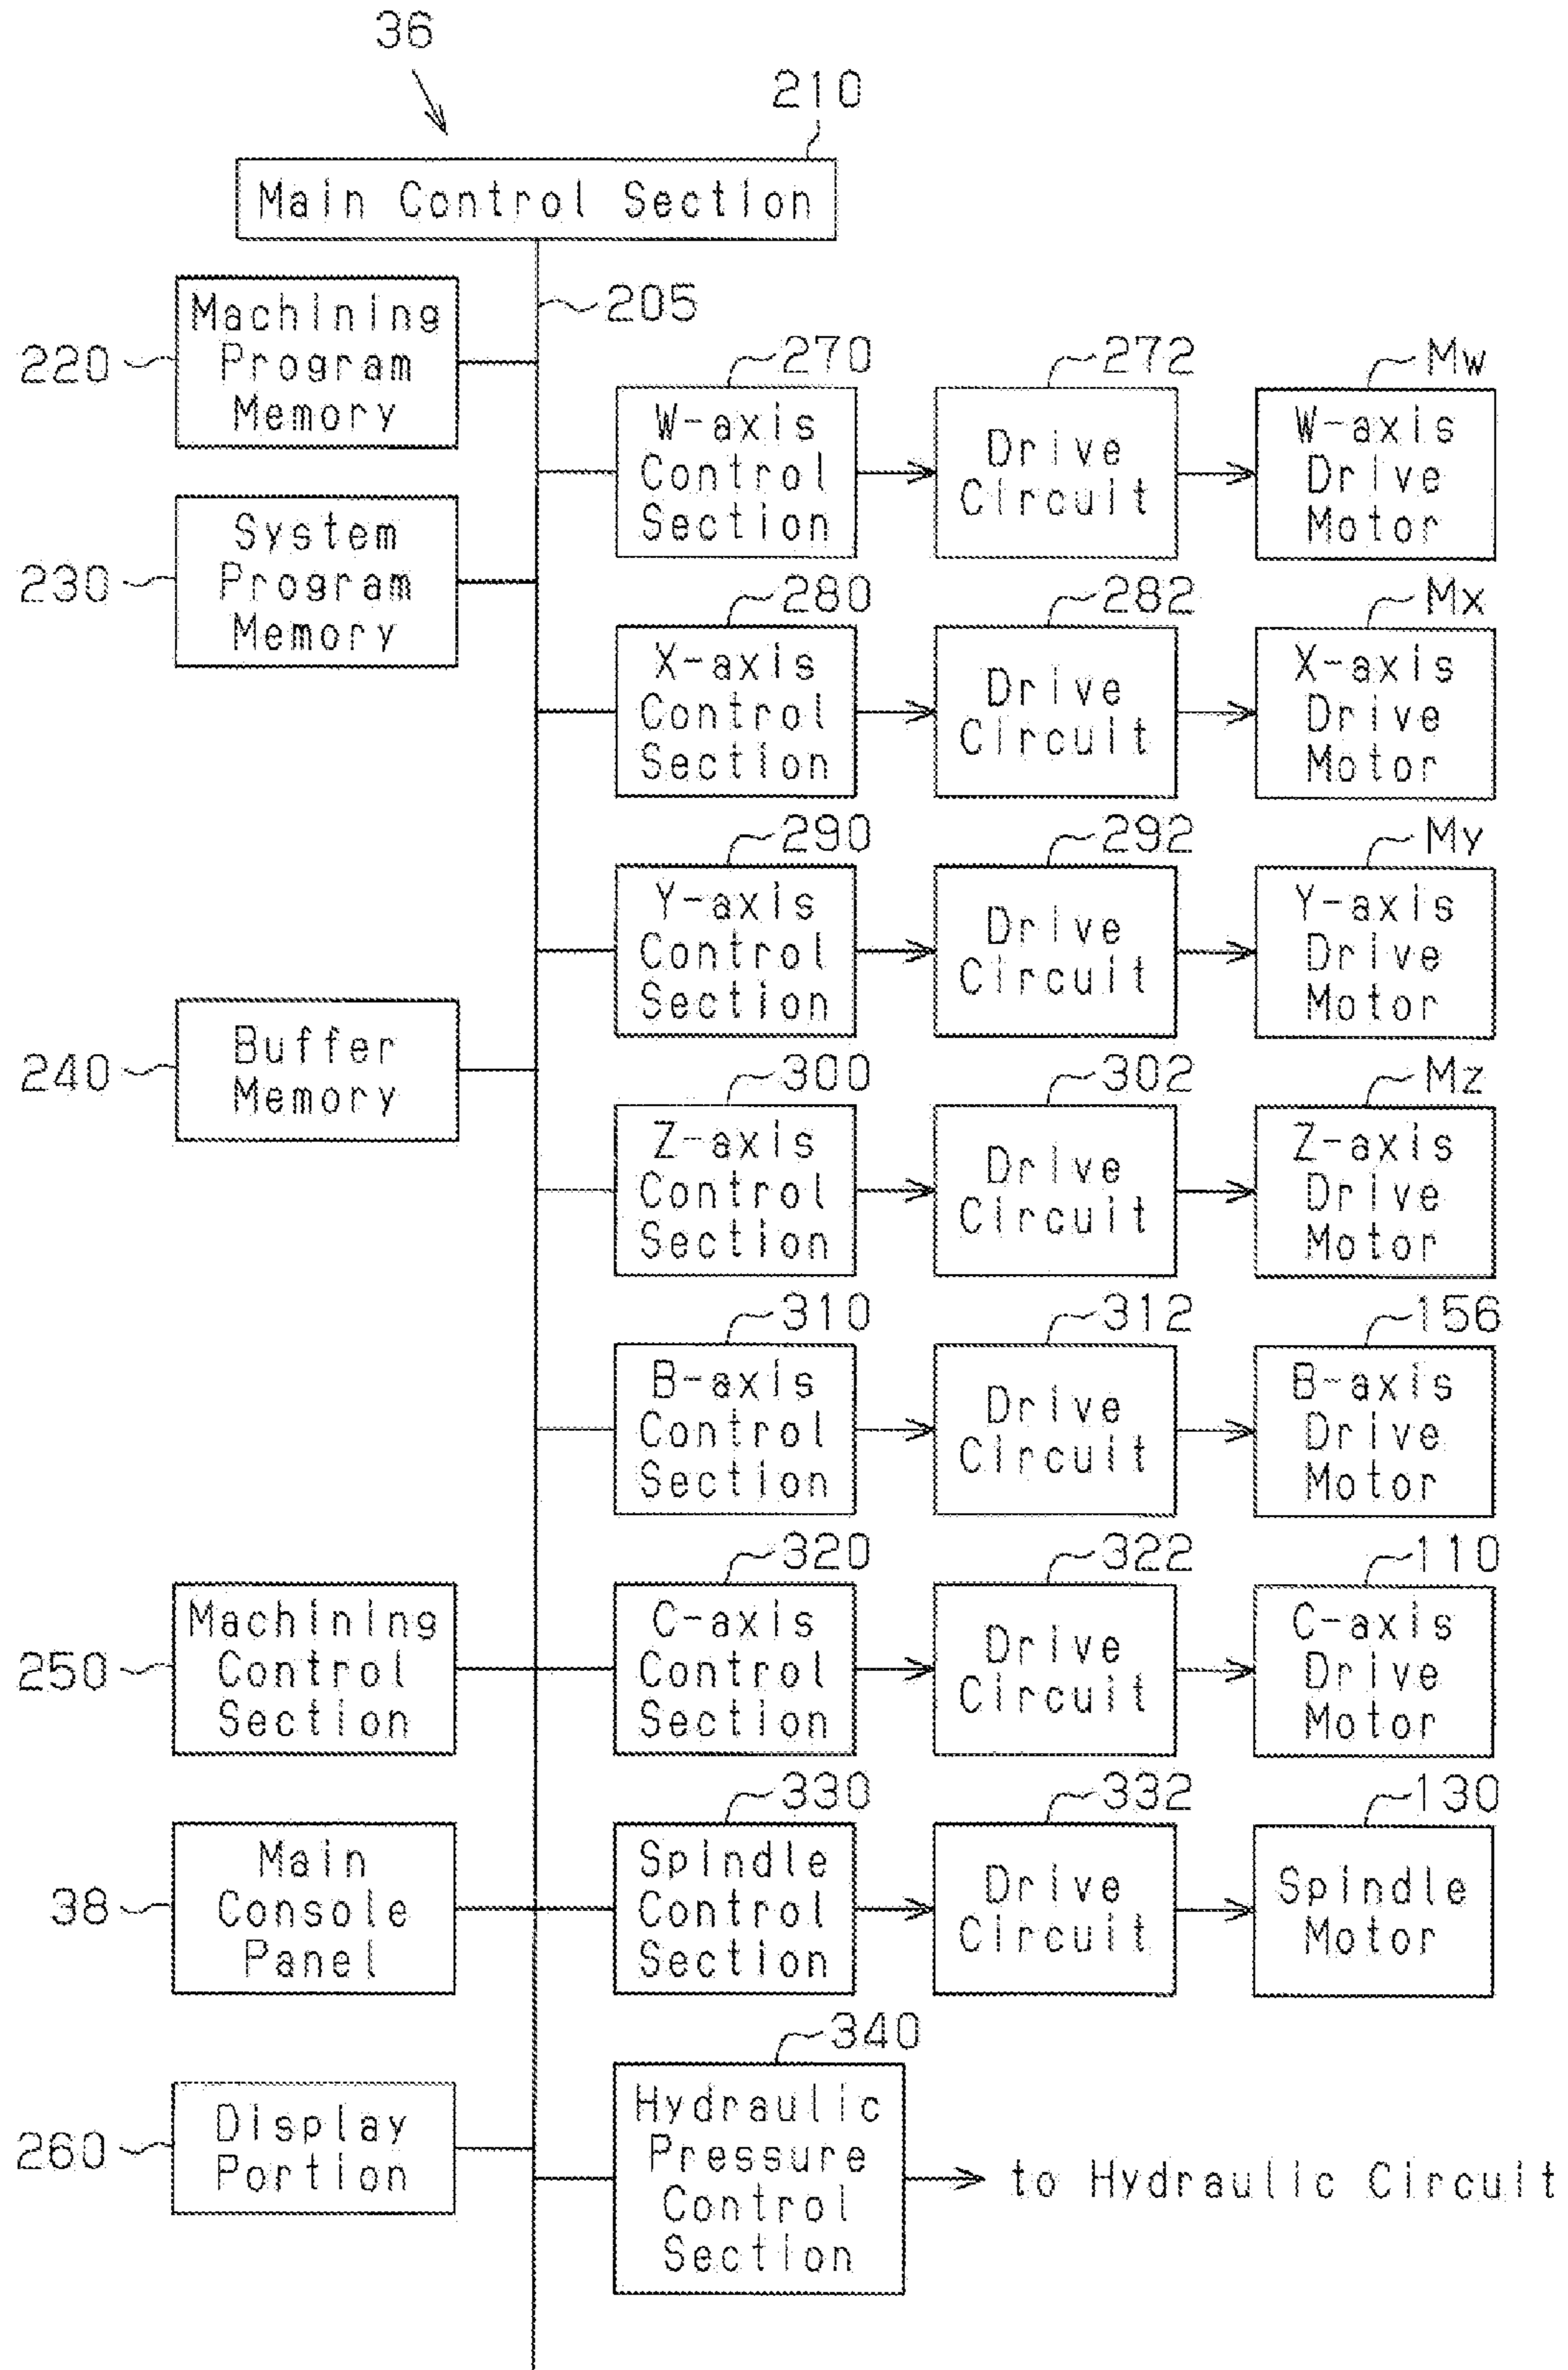 36
210
Main Control Section
205
220
Machining
Program
Memory
230
System
Program
Memory
240
Buffer
Memory
250
Machining
Control
Section
38
Main
Console
Panel
260
Display
Portion
270
W-axis
Control
Section
272
Drive
Circuit
Mw
W-axis
Drive
Motor
280
X-axis
Control
Section
282
Drive
Circuit
Mx
X-axis
Drive
Motor
290
Y-axis
Control
Section
292
Drive
Circuit
My
Y-axis
Drive
Motor
300
Z-axis
Control
Section
302
Drive
Circuit
Mz
Z-axis
Drive
Motor
310
B-axis
Control
Section
312
Drive
Circuit
156
B-axis
Drive
Motor
320
C-axis
Control
Section
322
Drive
Circuit
110
C-axis
Drive
Motor
330
Spindle
Control
Section
332
Drive
Circuit
130
Spindle
Motor
340
Hydraulic
Pressure
Control
Section
to Hydraulic Circuit